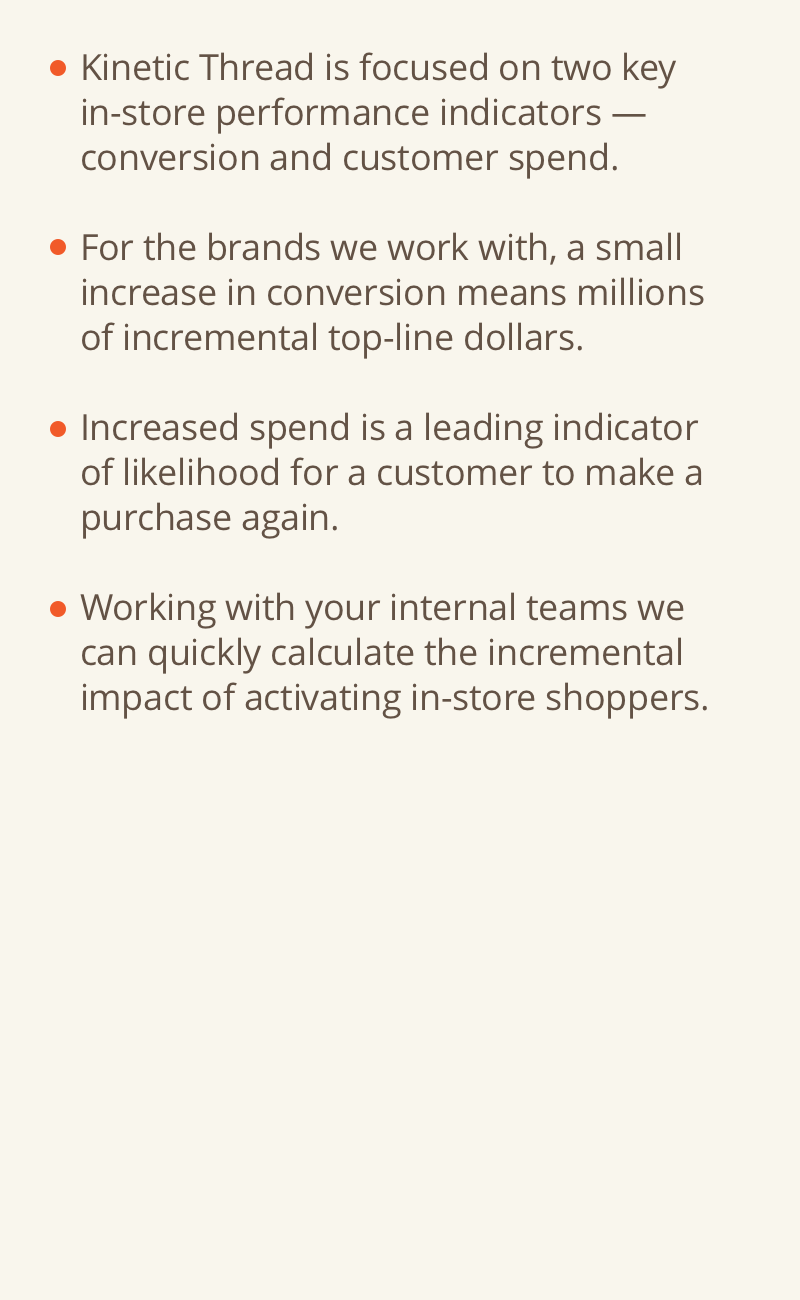 • Kinetic Thread is focused on two key
in-store performance indicators —
conversion and customer spend.
• For the brands we work with, a small
increase in conversion means millions
of incremental top-line dollars.
• Increased spend is a leading indicator
of likelihood for a customer to make a
purchase again.
• Working with your internal teams we
can quickly calculate the incremental
impact of activating in-store shoppers.